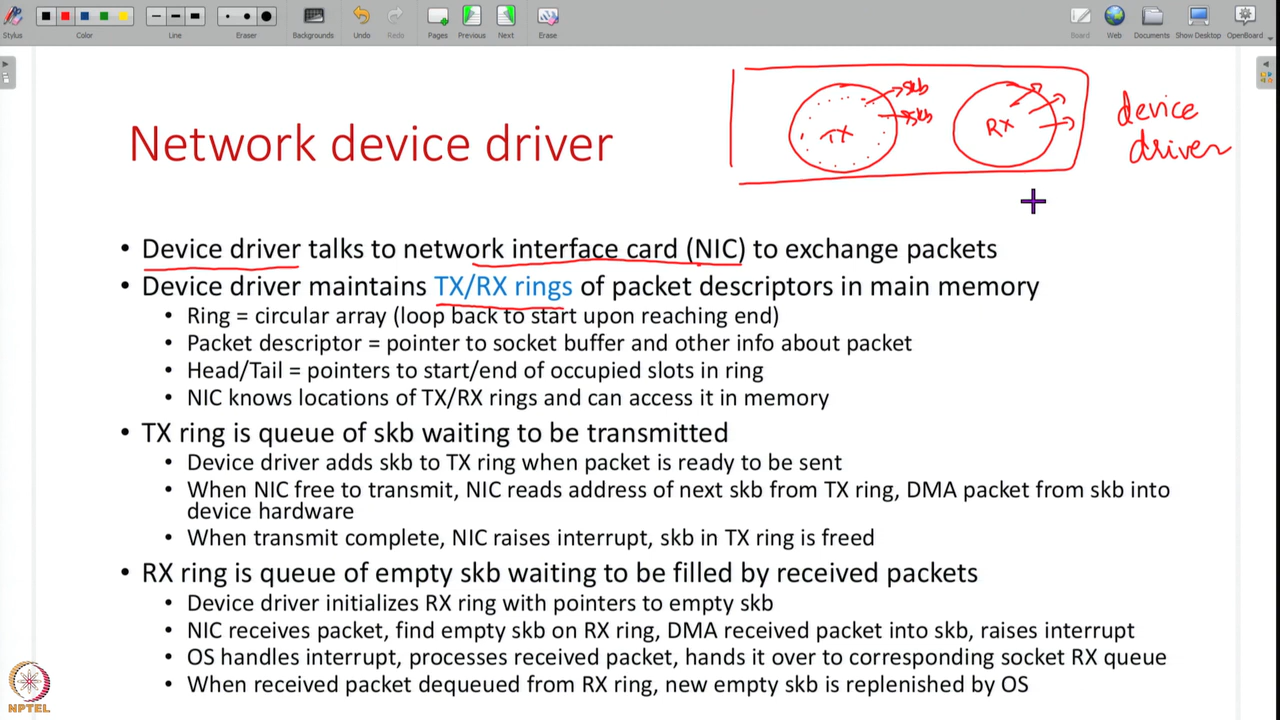 Stylus
Color
Line
Eraser
Backgrounds
Undo
Redo
Pages
Previous
Next
Erase
Board
Web
Documents
Show Desktop
OpenBoard
TX
skb
skb
RX
device
driver
Network device driver
• Device driver talks to network interface card (NIC) to exchange packets
• Device driver maintains TX/RX rings of packet descriptors in main memory
• Ring = circular array (loop back to start upon reaching end)
• Packet descriptor = pointer to socket buffer and other info about packet
• Head/Tail = pointers to start/end of occupied slots in ring
• NIC knows locations of TX/RX rings and can access it in memory
• TX ring is queue of skb waiting to be transmitted
• Device driver adds skb to TX ring when packet is ready to be sent
• When NIC free to transmit, NIC reads address of next skb from TX ring, DMA packet from skb into
device hardware
• When transmit complete, NIC raises interrupt, skb in TX ring is freed
• RX ring is queue of empty skb waiting to be filled by received packets
• Device driver initializes RX ring with pointers to empty skb
• NIC receives packet, find empty skb on RX ring, DMA received packet into skb, raises interrupt
• OS handles interrupt, processes received packet, hands it over to corresponding socket RX queue
• When received packet dequeued from RX ring, new empty skb is replenished by OS
NPTEL